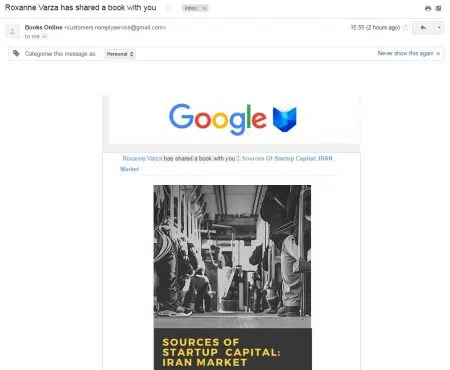 Roxanne Varza has shared a book with you Inbox x
Books Online <customers.noreplyservice@gmail.com> 15:55 (2 hours ago)
to me
Categorise this message as: Personal Never show this again x
Google
Roxanne Varza has shared a book with you : Sources Of Startup Capital: IRAN
Market
SOURCES OF
STARTUP CAPITAL:
IRAN MARKET